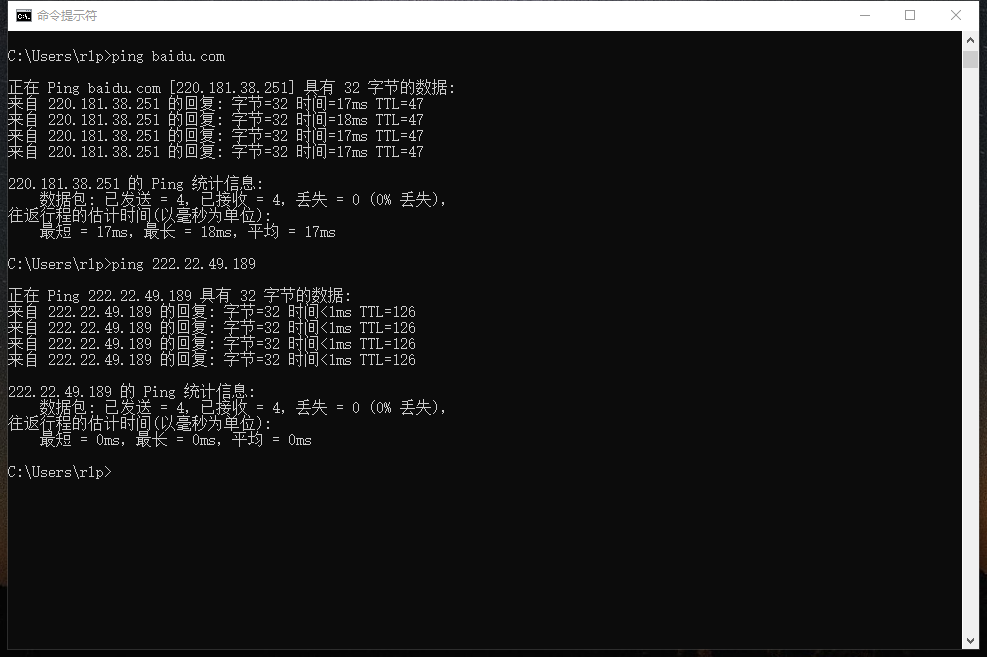 命令提示符
C:\Users\rlp>ping baidu.com
正在 Ping baidu.com [220.181.38.251] 具有 32 字节的数据:
来自 220.181.38.251 的回复: 字节=32 时间=17ms TTL=47
来自 220.181.38.251 的回复: 字节=32 时间=18ms TTL=47
来自 220.181.38.251 的回复: 字节=32 时间=17ms TTL=47
来自 220.181.38.251 的回复: 字节=32 时间=17ms TTL=47
220.181.38.251 的 Ping 统计信息:
数据包: 已发送 = 4, 已接收 = 4, 丢失 = 0 (0% 丢失),
往返行程的估计时间(以毫秒为单位):
最短 = 17ms, 最长 = 18ms, 平均 = 17ms
C:\Users\rlp>ping 222.22.49.189
正在 Ping 222.22.49.189 具有 32 字节的数据:
来自 222.22.49.189 的回复: 字节=32 时间<1ms TTL=126
来自 222.22.49.189 的回复: 字节=32 时间<1ms TTL=126
来自 222.22.49.189 的回复: 字节=32 时间<1ms TTL=126
来自 222.22.49.189 的回复: 字节=32 时间<1ms TTL=126
222.22.49.189 的 Ping 统计信息:
数据包: 已发送 = 4, 已接收 = 4, 丢失 = 0 (0% 丢失),
往返行程的估计时间(以毫秒为单位):
最短 = 0ms, 最长 = 0ms, 平均 = 0ms
C:\Users\rlp>